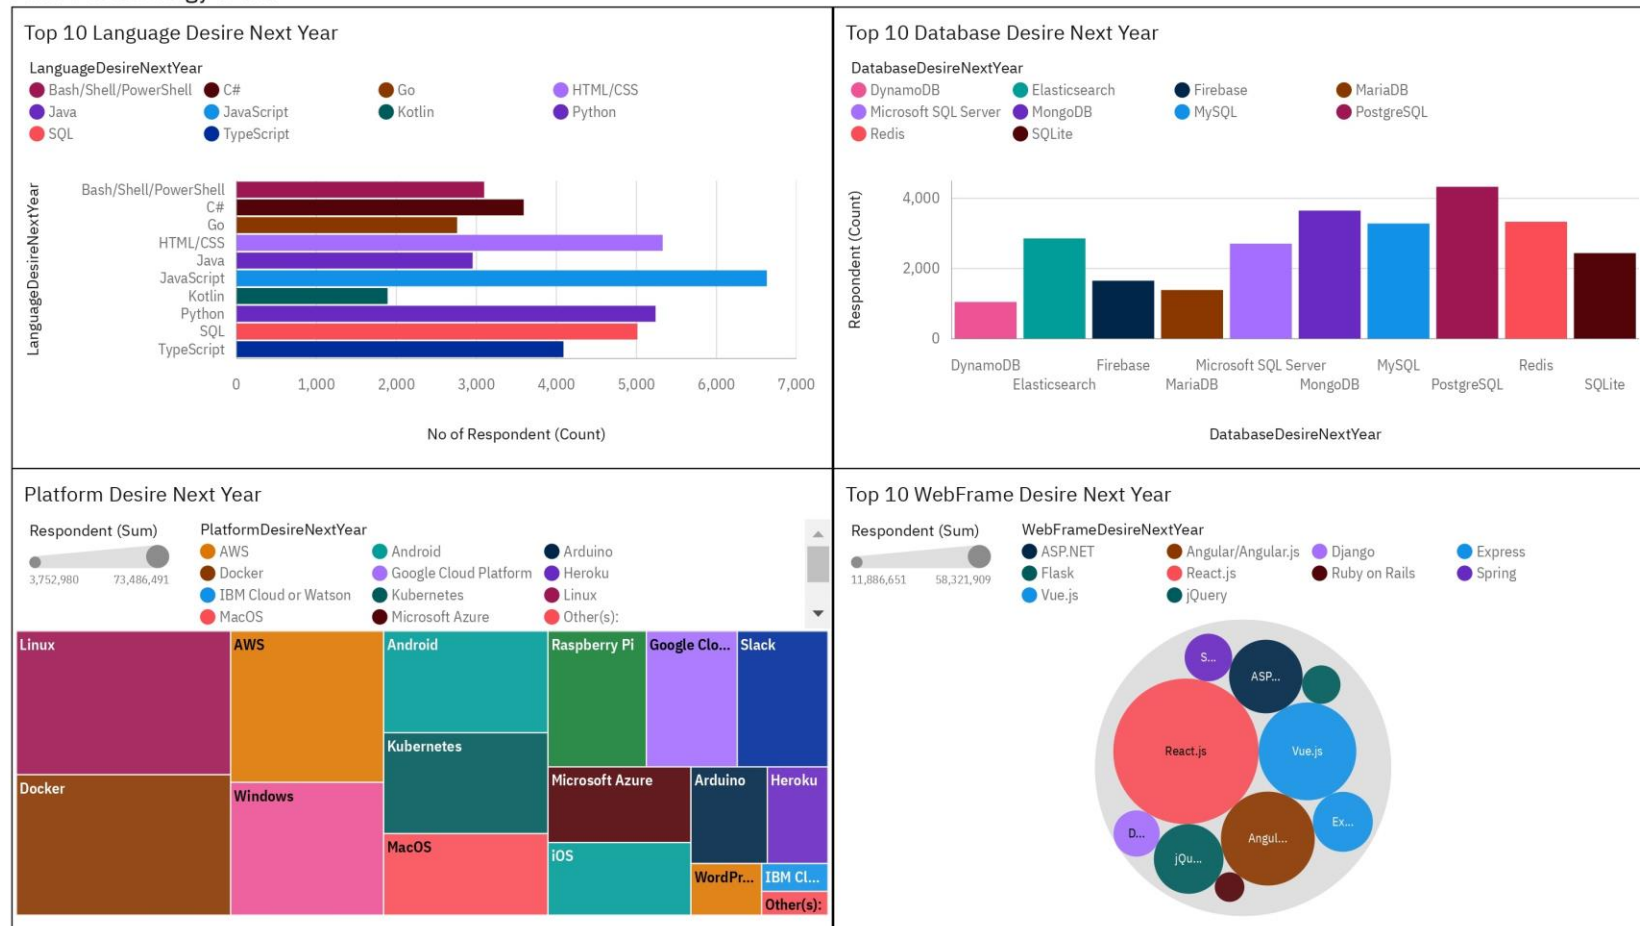 Top 10 Language Desire Next Year
LanguageDesireNextYear
Bash/Shell/PowerShell C# Go HTML/CSS
Java JavaScript Kotlin Python
SQL TypeScript
LanguageDesireNextYear
Bash/Shell/PowerShell
C#
Go
HTML/CSS
Java
JavaScript
Kotlin
Python
SQL
TypeScript
0 1,000 2,000 3,000 4,000 5,000 6,000 7,000
No of Respondent (Count)
Top 10 Database Desire Next Year
DatabaseDesireNextYear
DynamoDB Elasticsearch Firebase MariaDB
Microsoft SQL Server MongoDB MySQL PostgreSQL
Redis SQLite
Respondent (Count)
4,000
2,000
0
DynamoDB Firebase Microsoft SQL Server MySQL Redis
Elasticsearch MariaDB MongoDB PostgreSQL SQLite
DatabaseDesireNextYear
Platform Desire Next Year
Respondent (Sum)
3,752,980 73,486,491
PlatformDesireNextYear
AWS Android Arduino
Docker Google Cloud Platform Heroku
IBM Cloud or Watson Kubernetes Linux
MacOS Microsoft Azure Other(s):
Linux AWS Android Raspberry Pi Google Clo... Slack
Kubernetes
Microsoft Azure Arduino Heroku
Docker Windows
MacOS iOS
WordPr... IBM Cl...
Other(s):
Top 10 WebFrame Desire Next Year
Respondent (Sum)
11,886,651 58,321,909
WebFrameDesireNextYear
ASP.NET Angular/Angular.js Django Express
Flask React.js Ruby on Rails Spring
Vue.js jQuery
S...
ASP...
React.js Vue.js
Ex...
D... Angul...
jQu...